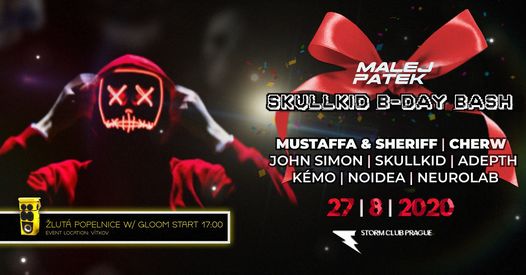 MALEJ
PATEK
SKULLKID B-DAY BASH
MUSTAFFA & SHERIFF | CHERW
JOHN SIMON | SKULLKID | ADEPTH
KÉMO | NOIDEA | NEUROLAB
27 | 8 | 2020
STORM CLUB PRAGUE
ŽLUTÁ POPELNICE W/ GLOOM START 17:00
EVENT LOCATION: VÍTKOV